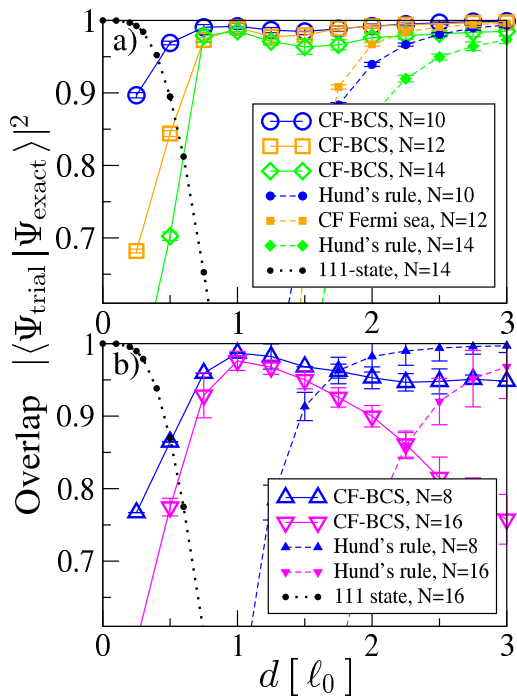 Overlap |⟨Ψtrial|Ψexact⟩|²
1
0.9
0.8
0.7
a)
CF-BCS, N=10
CF-BCS, N=12
CF-BCS, N=14
Hund's rule, N=10
CF Fermi sea, N=12
Hund's rule, N=14
111-state, N=14
0 1 2 3
1
0.9
0.8
0.7
b)
CF-BCS, N=8
CF-BCS, N=16
Hund's rule, N=8
Hund's rule, N=16
111 state, N=16
0 1 2 3
d [ ℓ₀ ]